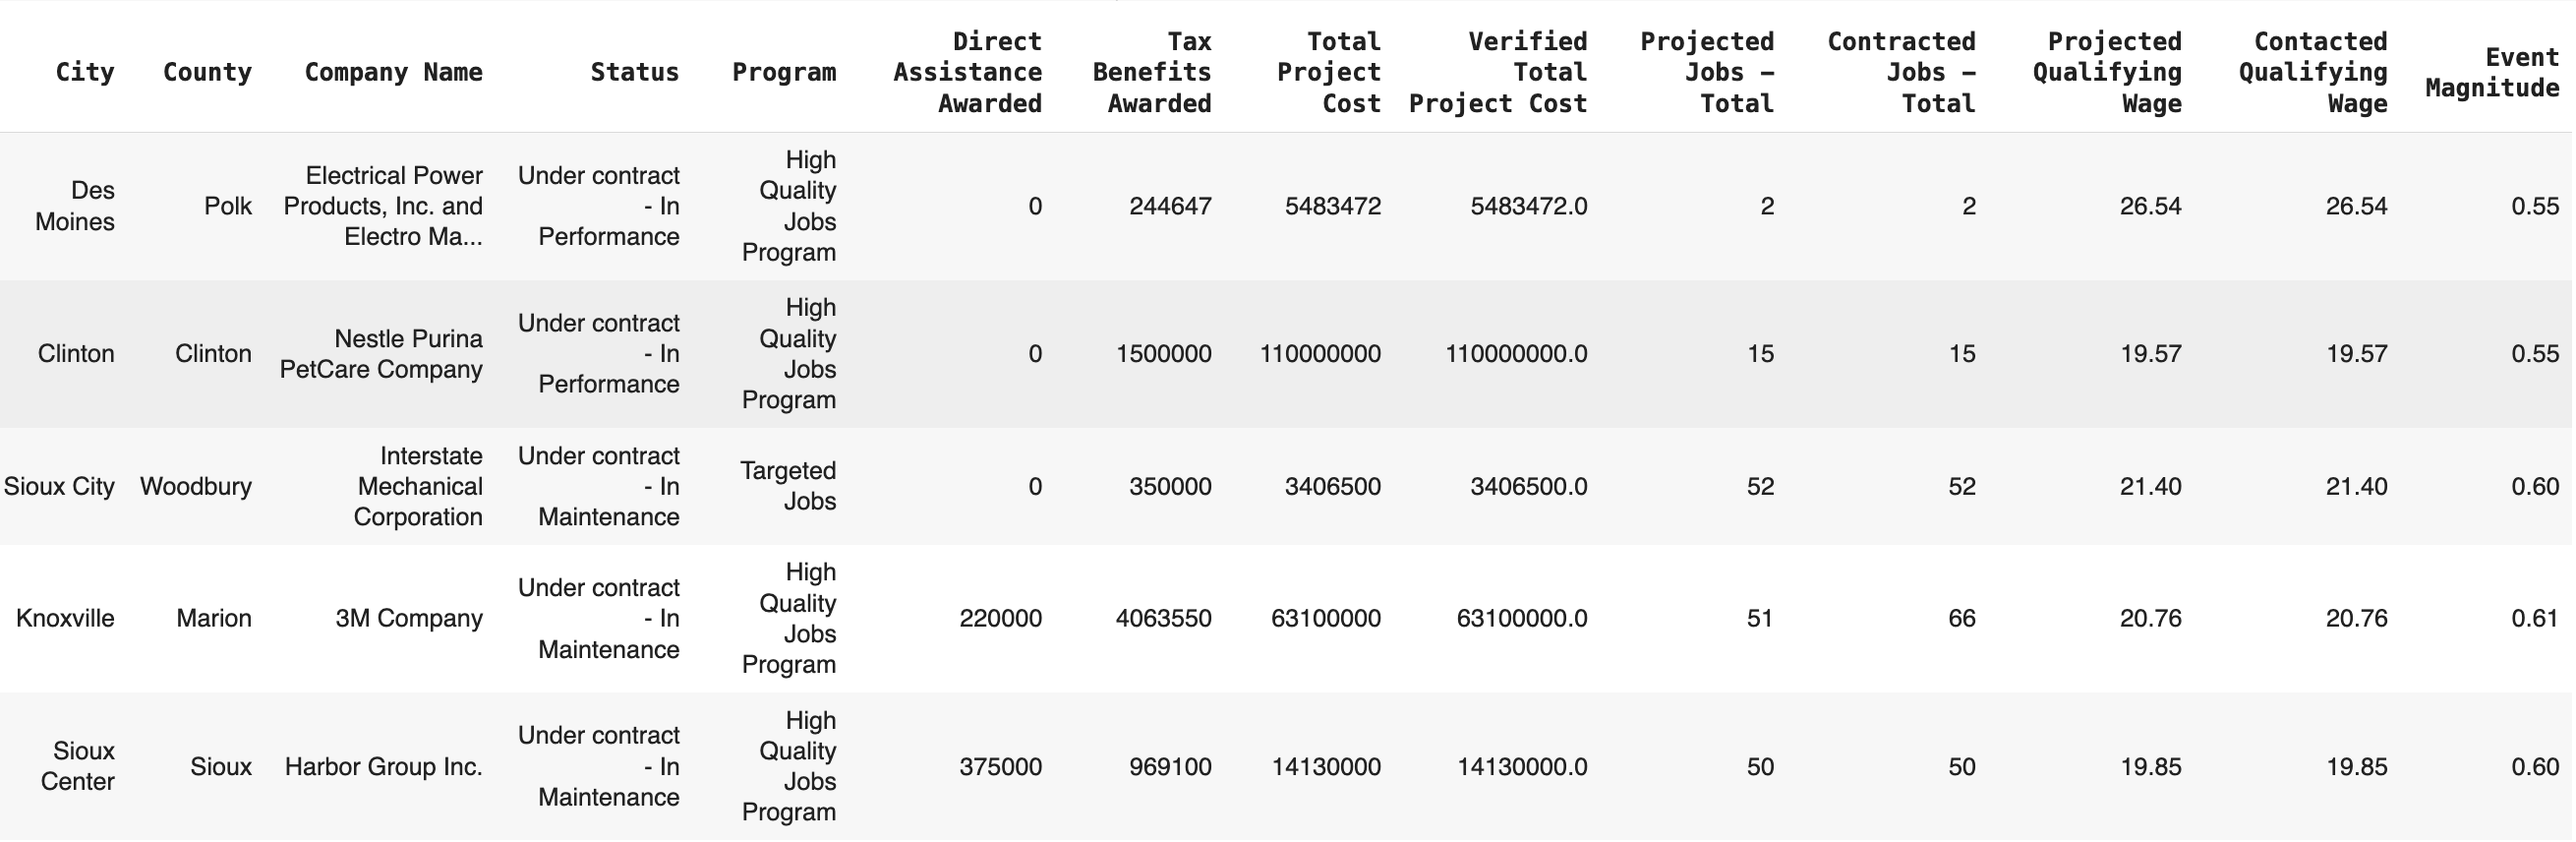 City County Company Name Status Program Direct Assistance Awarded Tax Benefits Awarded Total Project Cost Verified Total Project Cost Projected Jobs – Total Contracted Jobs – Total Projected Qualifying Wage Contacted Qualifying Wage Event Magnitude
Des Moines Polk Electrical Power Products, Inc. and Electro Ma... Under contract - In Performance High Quality Jobs Program 0 244647 5483472 5483472.0 2 2 26.54 26.54 0.55
Clinton Clinton Nestle Purina PetCare Company Under contract - In Performance High Quality Jobs Program 0 1500000 110000000 110000000.0 15 15 19.57 19.57 0.55
Sioux City Woodbury Interstate Mechanical Corporation Under contract - In Maintenance Targeted Jobs 0 350000 3406500 3406500.0 52 52 21.40 21.40 0.60
Knoxville Marion 3M Company Under contract - In Maintenance High Quality Jobs Program 220000 4063550 63100000 63100000.0 51 66 20.76 20.76 0.61
Sioux Center Sioux Harbor Group Inc. Under contract - In Maintenance High Quality Jobs Program 375000 969100 14130000 14130000.0 50 50 19.85 19.85 0.60